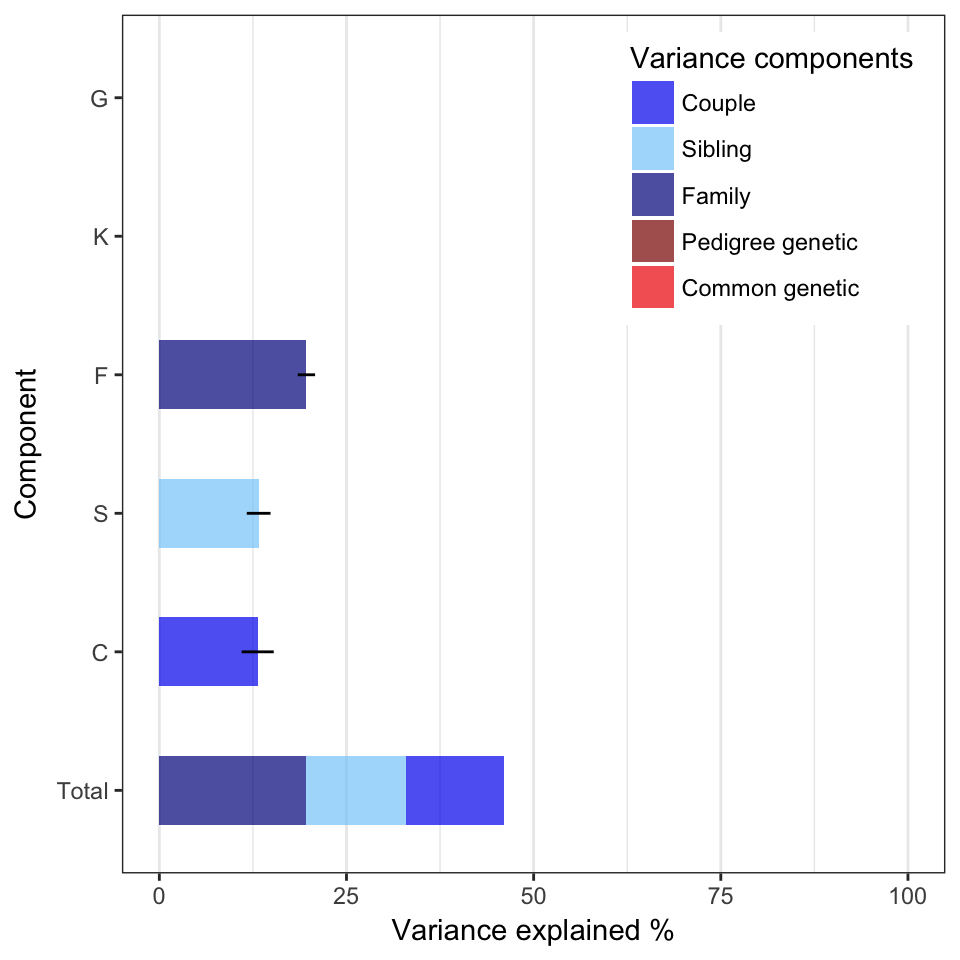 Variance components
Couple
Sibling
Family
Pedigree genetic
Common genetic
Component
G
K
F
S
C
Total
0 25 50 75 100
Variance explained %